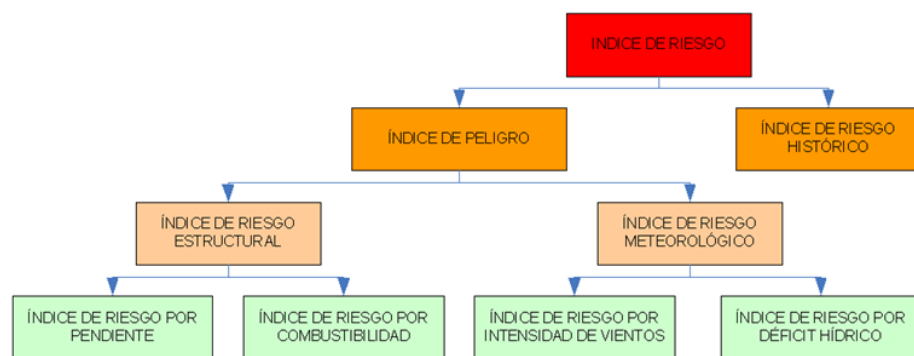 INDICE DE RIESGO
ÍNDICE DE PELIGRO
ÍNDICE DE RIESGO
HISTÓRICO
ÍNDICE DE RIESGO
ESTRUCTURAL
ÍNDICE DE RIESGO
METEOROLÓGICO
ÍNDICE DE RIESGO POR
PENDIENTE
ÍNDICE DE RIESGO POR
COMBUSTIBILIDAD
ÍNDICE DE RIESGO POR
INTENSIDAD DE VIENTOS
ÍNDICE DE RIESGO POR
DÉFICIT HÍDRICO